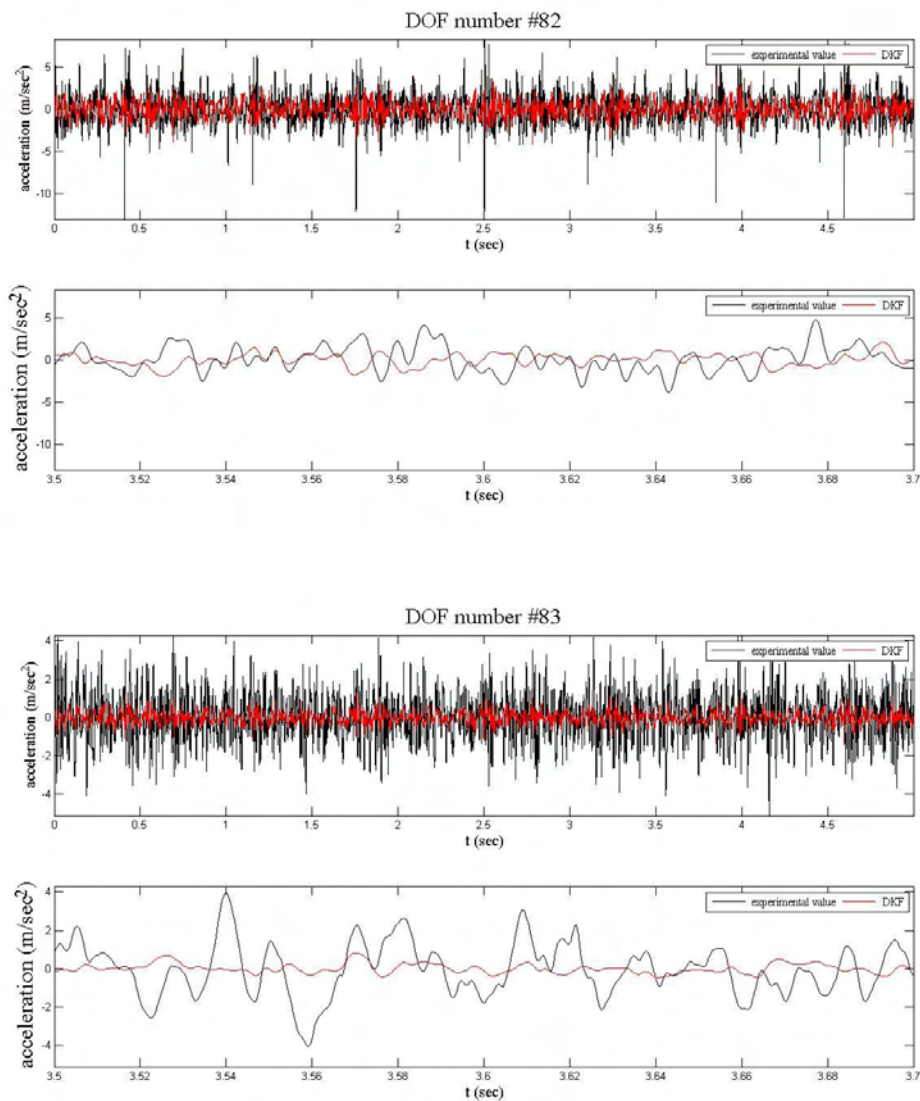 DOF number #82
experimental value DKF
acceleration (m/sec²)
5
0
-5
-10
0 0.5 1 1.5 2 2.5 3 3.5 4 4.5
t (sec)
experimental value DKF
acceleration (m/sec²)
5
0
-5
-10
3.5 3.52 3.54 3.56 3.58 3.6 3.62 3.64 3.66 3.68 3.7
t (sec)
DOF number #83
experimental value DKF
acceleration (m/sec²)
4
2
0
-2
-4
0 0.5 1 1.5 2 2.5 3 3.5 4 4.5
t (sec)
experimental value DKF
acceleration (m/sec²)
4
2
0
-2
-4
3.5 3.52 3.54 3.56 3.58 3.6 3.62 3.64 3.66 3.68 3.7
t (sec)